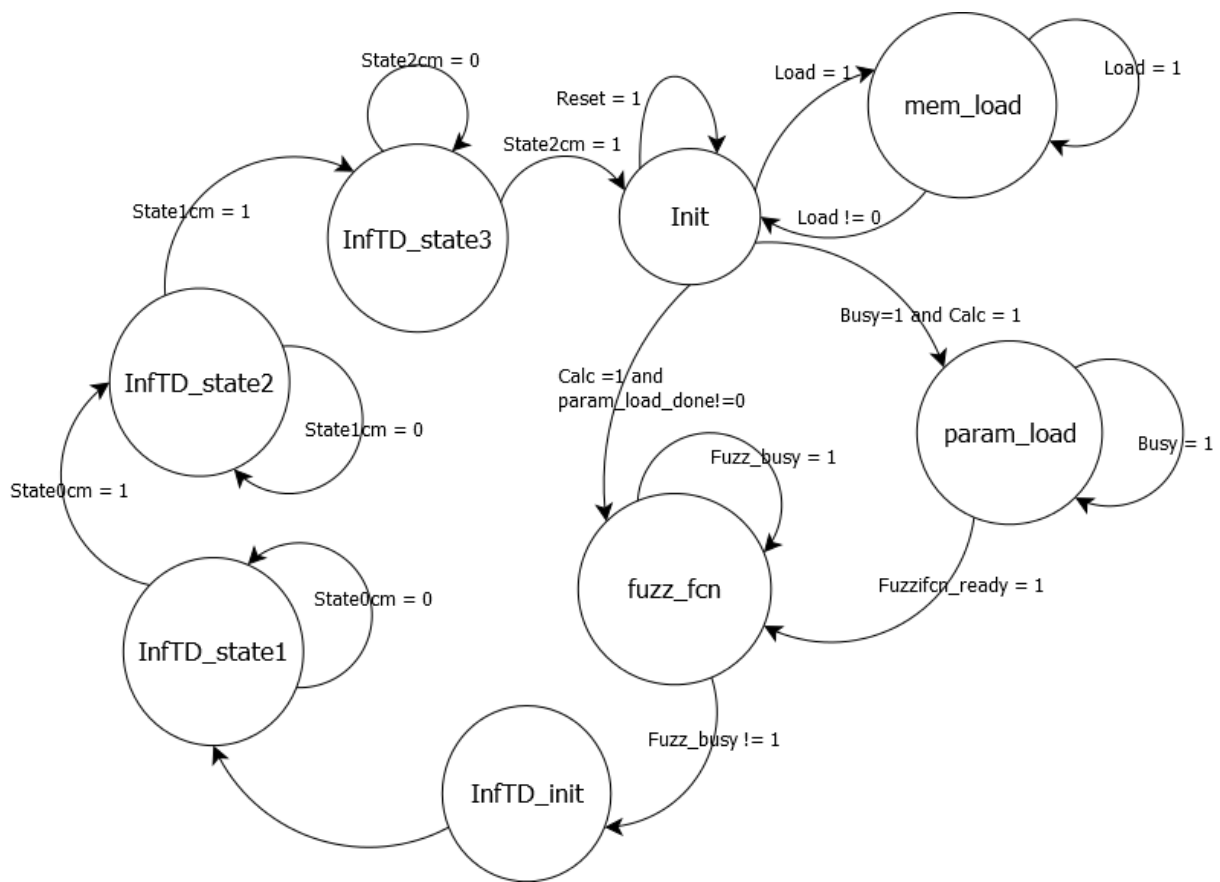 State2cm = 0
Reset = 1
Load = 1
mem_load
Load = 1
State2cm = 1
Init
Load != 0
State1cm = 1
InfTD_state3
Busy=1 and Calc = 1
InfTD_state2
State1cm = 0
Calc =1 and
param_load_done!=0
param_load
Busy = 1
Fuzz_busy = 1
State0cm = 1
fuzz_fcn
Fuzzifcn_ready = 1
State0cm = 0
InfTD_state1
Fuzz_busy != 1
InfTD_init